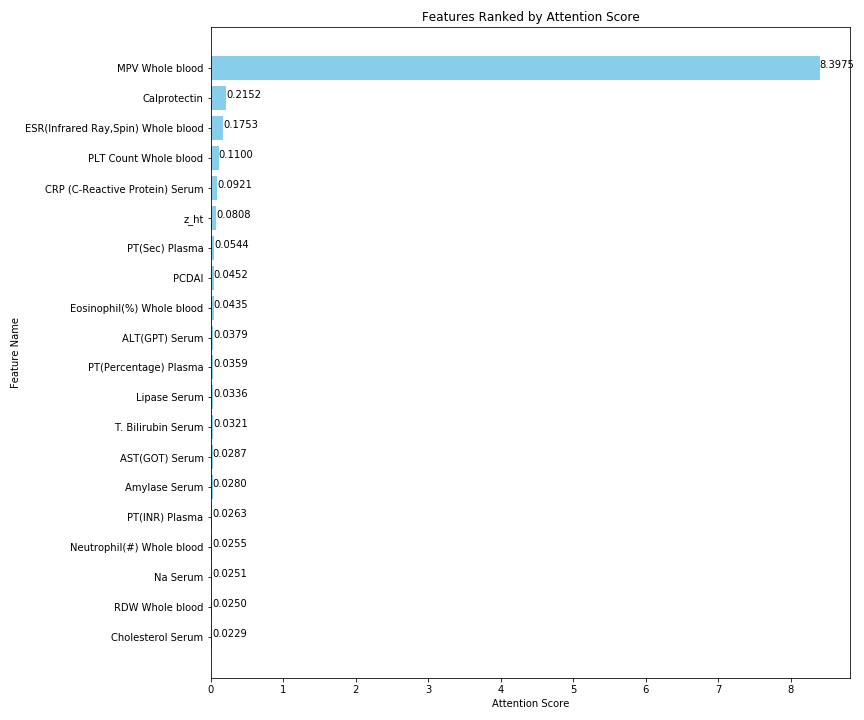 Features Ranked by Attention Score
MPV Whole blood 8.3975
Calprotectin 0.2152
ESR(Infrared Ray,Spin) Whole blood 0.1753
PLT Count Whole blood 0.1100
CRP (C-Reactive Protein) Serum 0.0921
z_ht 0.0808
PT(Sec) Plasma 0.0544
PCDAI 0.0452
Eosinophil(%) Whole blood 0.0435
ALT(GPT) Serum 0.0379
PT(Percentage) Plasma 0.0359
Lipase Serum 0.0336
T. Bilirubin Serum 0.0321
AST(GOT) Serum 0.0287
Amylase Serum 0.0280
PT(INR) Plasma 0.0263
Neutrophil(#) Whole blood 0.0255
Na Serum 0.0251
RDW Whole blood 0.0250
Cholesterol Serum 0.0229
Feature Name
0 1 2 3 4 5 6 7 8
Attention Score